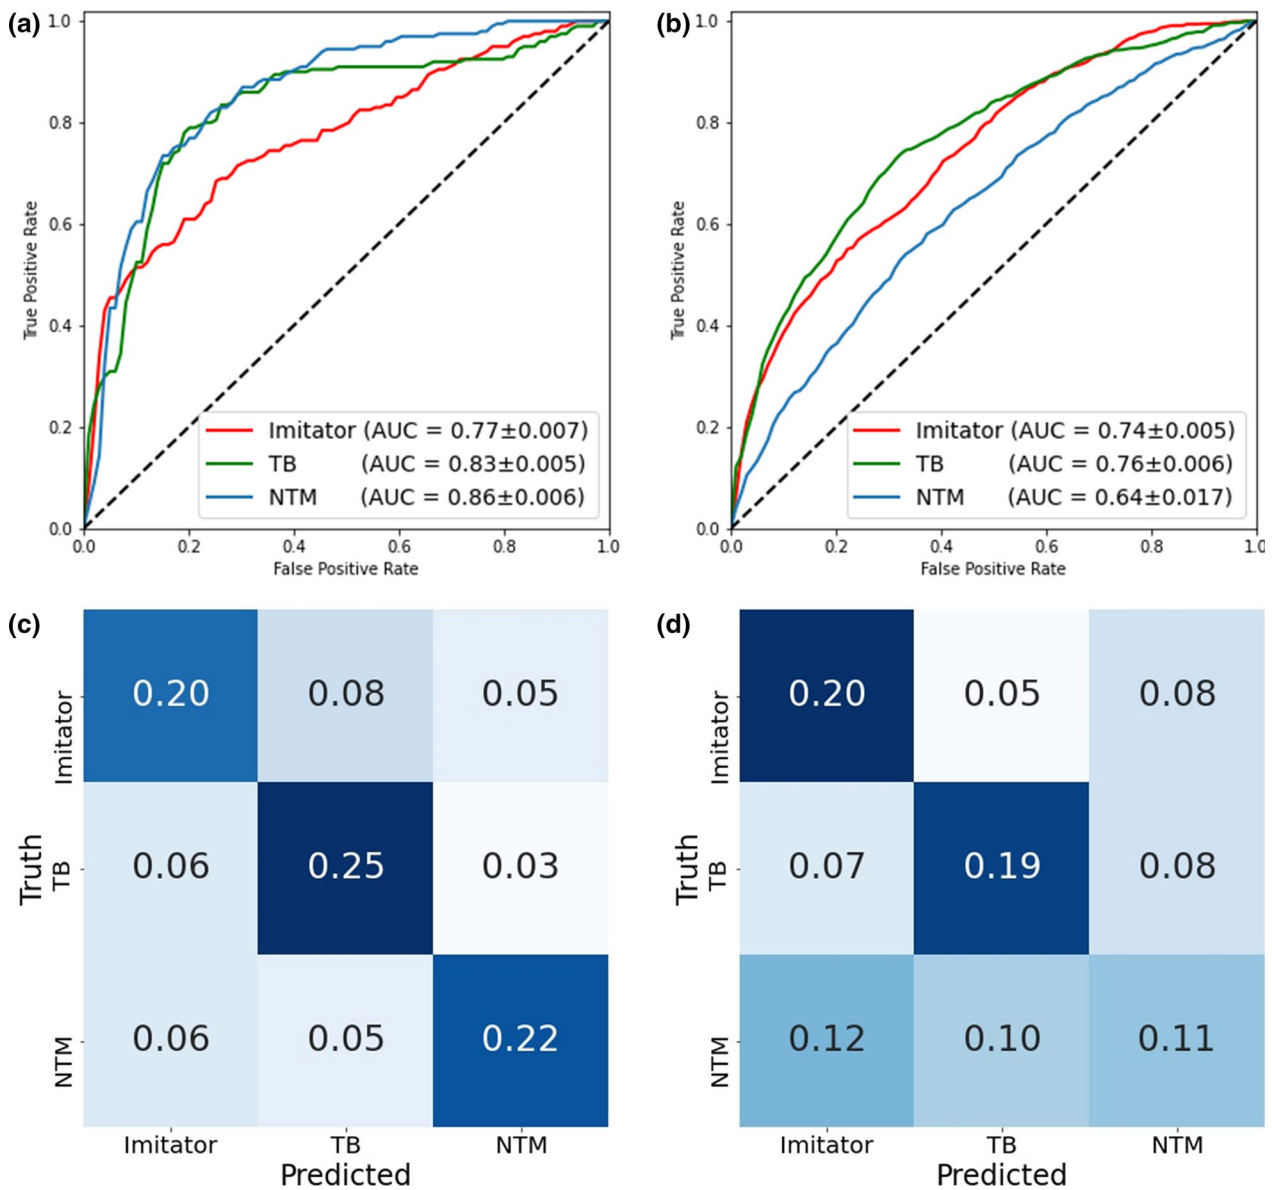 (a)
1.0
0.8
0.6
0.4
0.2
0.0
True Positive Rate
0.0 0.2 0.4 0.6 0.8 1.0
False Positive Rate
Imitator (AUC = 0.77±0.007)
TB (AUC = 0.83±0.005)
NTM (AUC = 0.86±0.006)
(b)
1.0
0.8
0.6
0.4
0.2
0.0
True Positive Rate
0.0 0.2 0.4 0.6 0.8 1.0
False Positive Rate
Imitator (AUC = 0.74±0.005)
TB (AUC = 0.76±0.006)
NTM (AUC = 0.64±0.017)
(c)
Truth
Imitator
0.20 0.08 0.05
TB
0.06 0.25 0.03
NTM
0.06 0.05 0.22
Imitator TB NTM
Predicted
(d)
Truth
Imitator
0.20 0.05 0.08
TB
0.07 0.19 0.08
NTM
0.12 0.10 0.11
Imitator TB NTM
Predicted